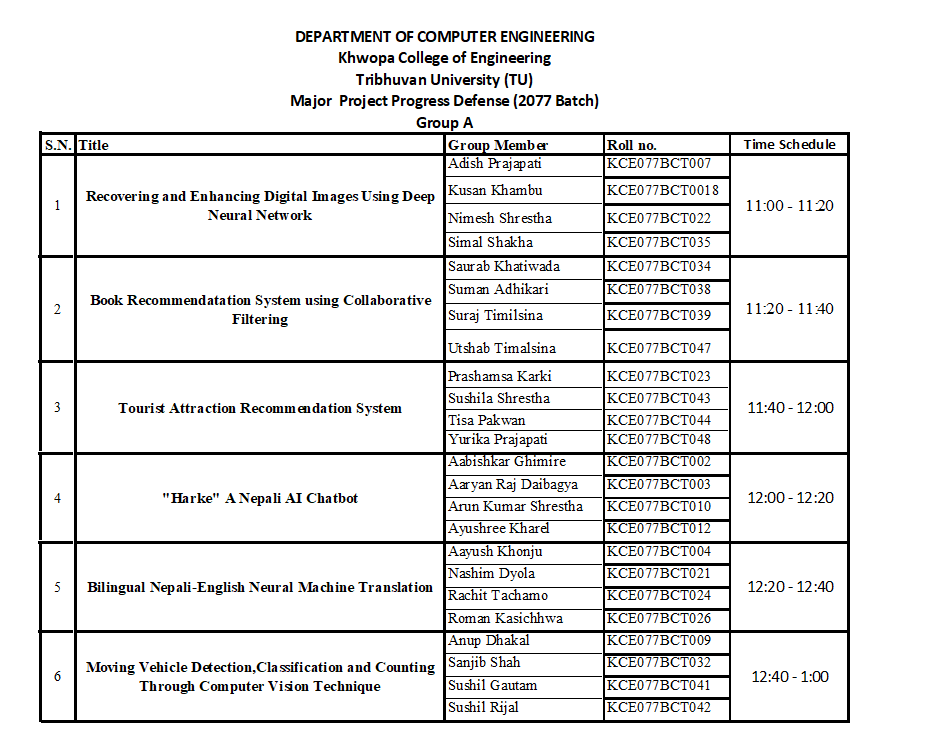 DEPARTMENT OF COMPUTER ENGINEERING
Khwopa College of Engineering
Tribhuvan University (TU)
Major Project Progress Defense (2077 Batch)
Group A
S.N. Title Group Member Roll no. Time Schedule
1 Recovering and Enhancing Digital Images Using Deep
Neural Network
Adish Prajapati KCE077BCT007
Kusan Khambu KCE077BCT0018
Nimesh Shrestha KCE077BCT022
Simal Shakha KCE077BCT035
11:00 - 11:20
2 Book Recommendatation System using Collaborative
Filtering
Saurab Khatiwada KCE077BCT034
Suman Adhikari KCE077BCT038
Suraj Timilsina KCE077BCT039
Utshab Timalsina KCE077BCT047
11:20 - 11:40
3 Tourist Attraction Recommendation System
Prashamsa Karki KCE077BCT023
Sushila Shrestha KCE077BCT043
Tisa Pakwan KCE077BCT044
Yurika Prajapati KCE077BCT048
11:40 - 12:00
4 "Harke" A Nepali AI Chatbot
Aabishkar Ghimire KCE077BCT002
Aaryan Raj Daibagya KCE077BCT003
Arun Kumar Shrestha KCE077BCT010
Ayushree Kharel KCE077BCT012
12:00 - 12:20
5 Bilingual Nepali-English Neural Machine Translation
Aayush Khonju KCE077BCT004
Nashim Dyola KCE077BCT021
Rachit Tachamo KCE077BCT024
Roman Kasichhwa KCE077BCT026
12:20 - 12:40
6 Moving Vehicle Detection,Classification and Counting
Through Computer Vision Technique
Anup Dhakal KCE077BCT009
Sanjib Shah KCE077BCT032
Sushil Gautam KCE077BCT041
Sushil Rijal KCE077BCT042
12:40 - 1:00